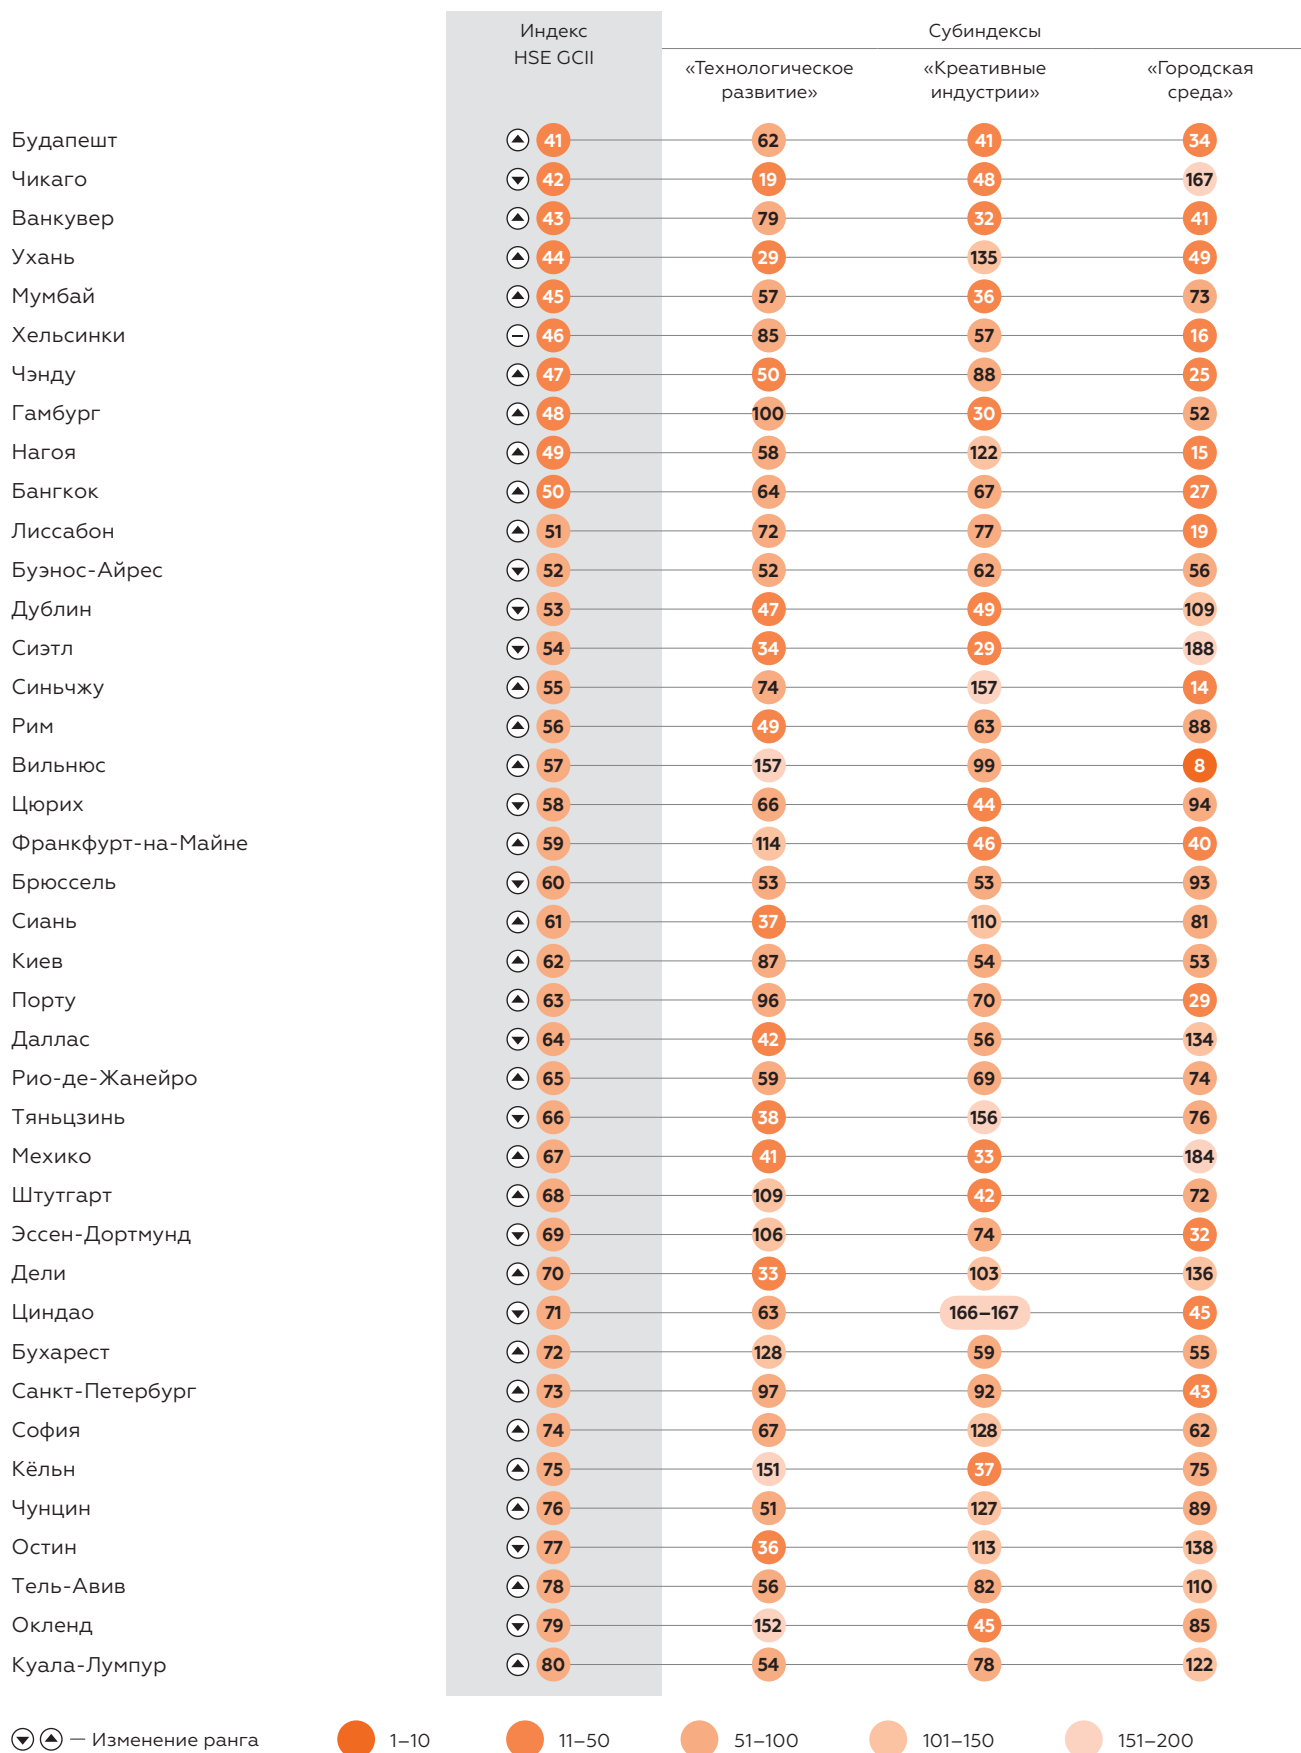 Индекс
HSE GCII
Субиндексы
«Технологическое
развитие»
«Креативные
индустрии»
«Городская
среда»
Будапешт 41 62 41 34
Чикаго 42 19 48 167
Ванкувер 43 79 32 41
Ухань 44 29 135 49
Мумбай 45 57 36 73
Хельсинки 46 85 57 16
Чэнду 47 50 88 25
Гамбург 48 100 30 52
Нагоя 49 58 122 15
Бангкок 50 64 67 27
Лиссабон 51 72 77 19
Буэнос-Айрес 52 52 62 56
Дублин 53 47 49 109
Сиэтл 54 34 29 188
Синьчжу 55 74 157 14
Рим 56 49 63 88
Вильнюс 57 157 99 8
Цюрих 58 66 44 94
Франкфурт-на-Майне 59 114 46 40
Брюссель 60 53 53 93
Сиань 61 37 110 81
Киев 62 87 54 53
Порту 63 96 70 29
Даллас 64 42 56 134
Рио-де-Жанейро 65 59 69 74
Тяньцзинь 66 38 156 76
Мехико 67 41 33 184
Штутгарт 68 109 42 72
Эссен-Дортмунд 69 106 74 32
Дели 70 33 103 136
Циндао 71 63 166–167 45
Бухарест 72 128 59 55
Санкт-Петербург 73 97 92 43
София 74 67 128 62
Кёльн 75 151 37 75
Чунцин 76 51 127 89
Остин 77 36 113 138
Тель-Авив 78 56 82 110
Окленд 79 152 45 85
Куала-Лумпур 80 54 78 122
— Изменение ранга 1–10 11–50 51–100 101–150 151–200